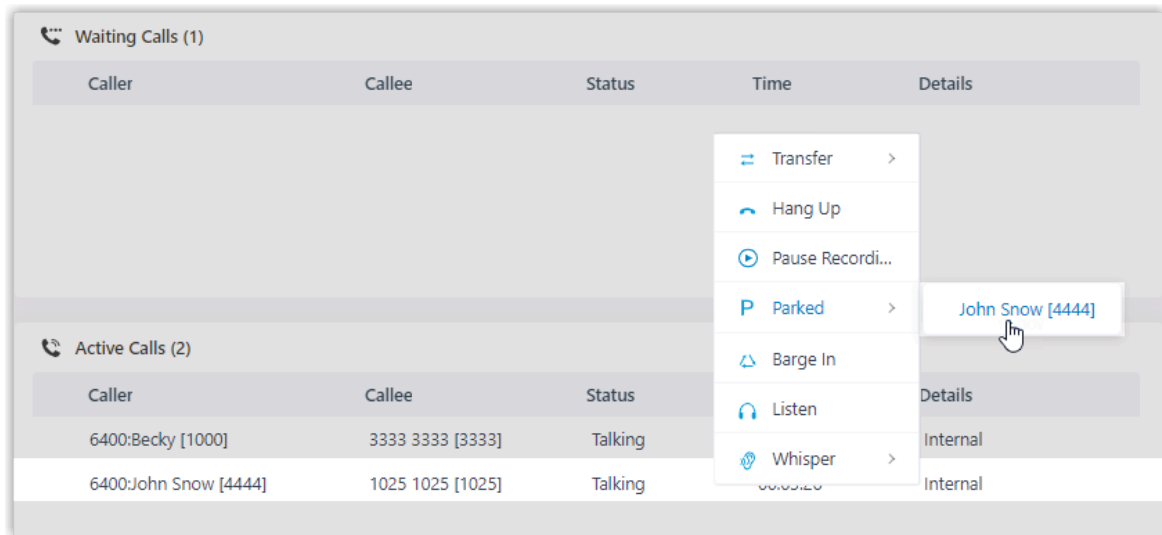 Waiting Calls (1)
Caller Callee Status Time Details
Transfer
Hang Up
Pause Recordi...
P Parked
John Snow [4444]
Barge In
Listen
Whisper
Active Calls (2)
Caller Callee Status Details
6400:Becky [1000] 3333 3333 [3333] Talking Internal
6400:John Snow [4444] 1025 1025 [1025] Talking Internal